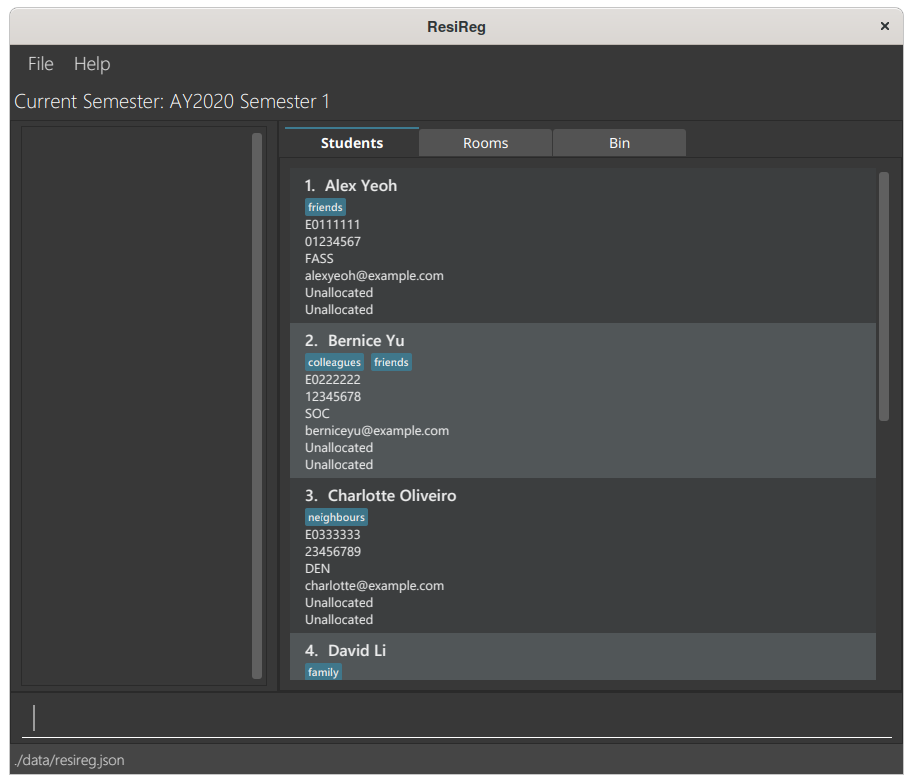 ResiReg
File Help
Current Semester: AY2020 Semester 1
Students Rooms Bin
1. Alex Yeoh
friends
E0111111
01234567
FASS
alexyeoh@example.com
Unallocated
Unallocated
2. Bernice Yu
colleagues friends
E0222222
12345678
SOC
berniceyu@example.com
Unallocated
Unallocated
3. Charlotte Oliveiro
neighbours
E0333333
23456789
DEN
charlotte@example.com
Unallocated
Unallocated
4. David Li
family
./data/resireg.json